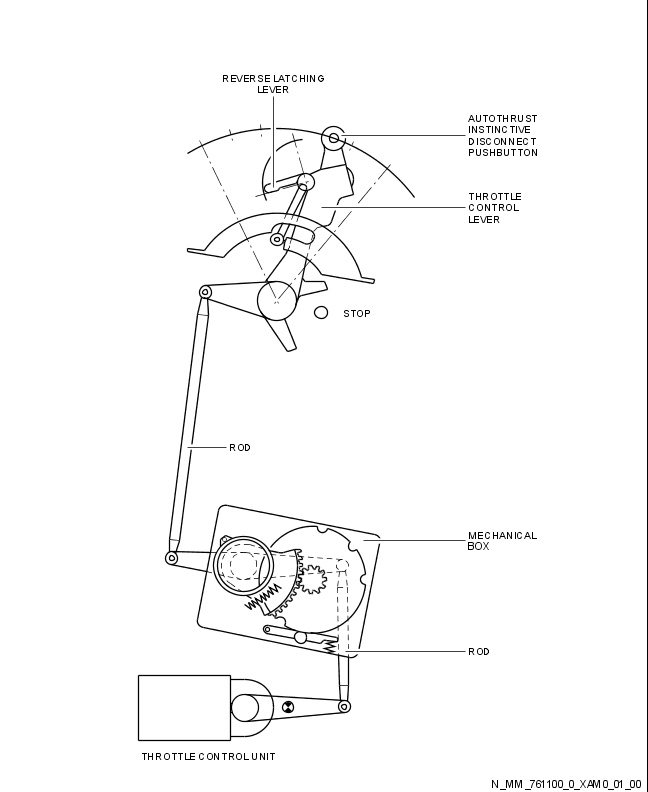 REVERSE LATCHING
LEVER
AUTOTHRUST
INSTINCTIVE
DISCONNECT
PUSHBUTTON
THROTTLE
CONTROL
LEVER
STOP
ROD
MECHANICAL
BOX
ROD
THROTTLE CONTROL UNIT
N_MM_761100_0_XAM0_01_00